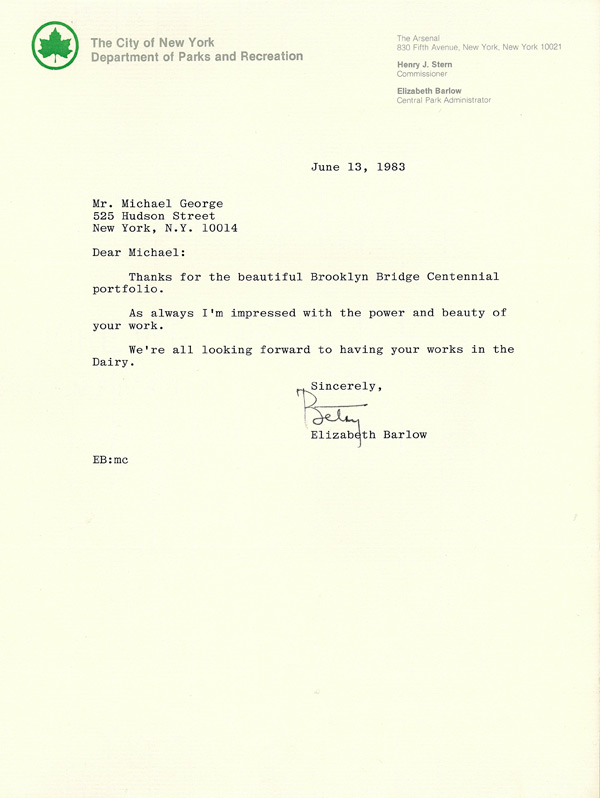 The City of New York
Department of Parks and Recreation
The Arsenal
830 Fifth Avenue, New York, New York 10021
Henry J. Stern
Commissioner
Elizabeth Barlow
Central Park Administrator
June 13, 1983
Mr. Michael George
525 Hudson Street
New York, N.Y. 10014
Dear Michael:
Thanks for the beautiful Brooklyn Bridge Centennial
portfolio.
As always I'm impressed with the power and beauty of
your work.
We're all looking forward to having your works in the
Dairy.
Sincerely,
Betsy
Elizabeth Barlow
EB:mc